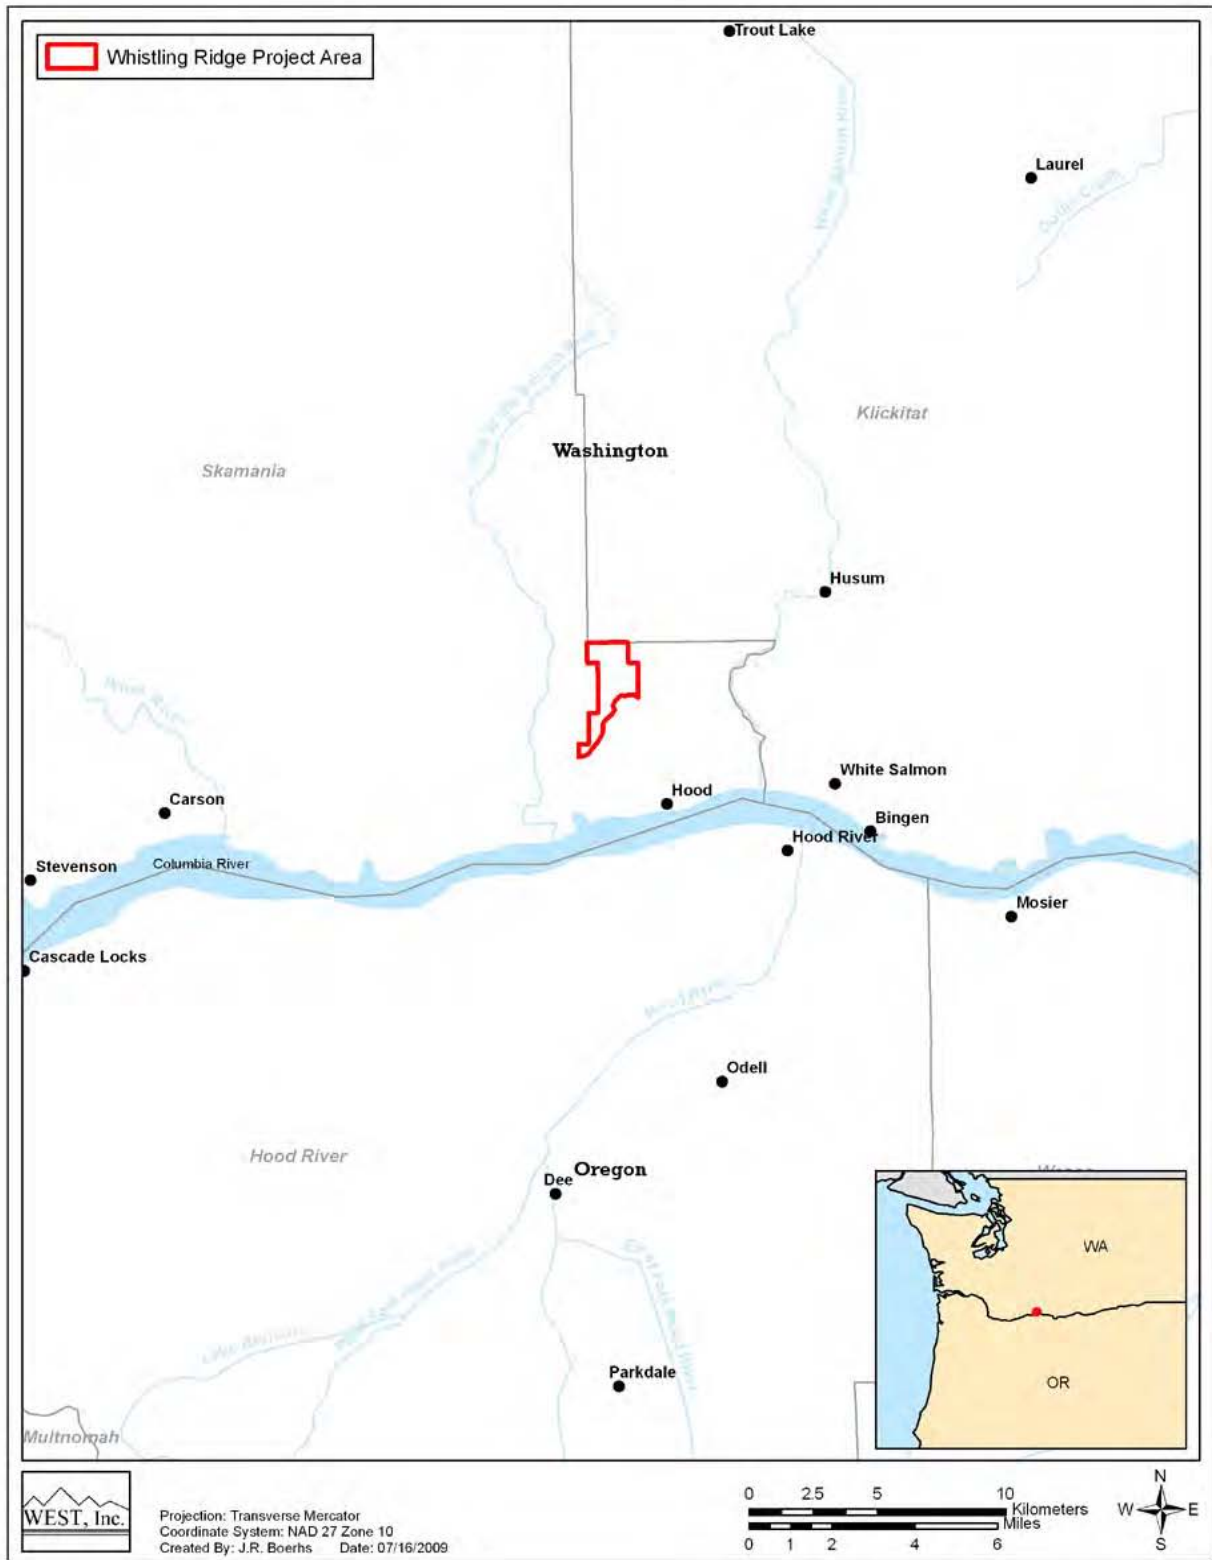 Trout Lake
Whistling Ridge Project Area
Laurel
Klickitat
Washington
Skamania
Husum
White Salmon
Hood
Carson
Bingen
Hood River
Columbia River
Stevenson
Mosier
Cascade Locks
Odell
Hood River
Oregon
Dee
WA
OR
Parkdale
Multnomah
WEST, Inc.
Projection: Transverse Mercator
Coordinate System: NAD 27 Zone 10
Created By: J.R. Boerhs Date: 07/16/2009
0 2.5 5 10
Kilometers
Miles
0 1 2 4 6
N
W E
S